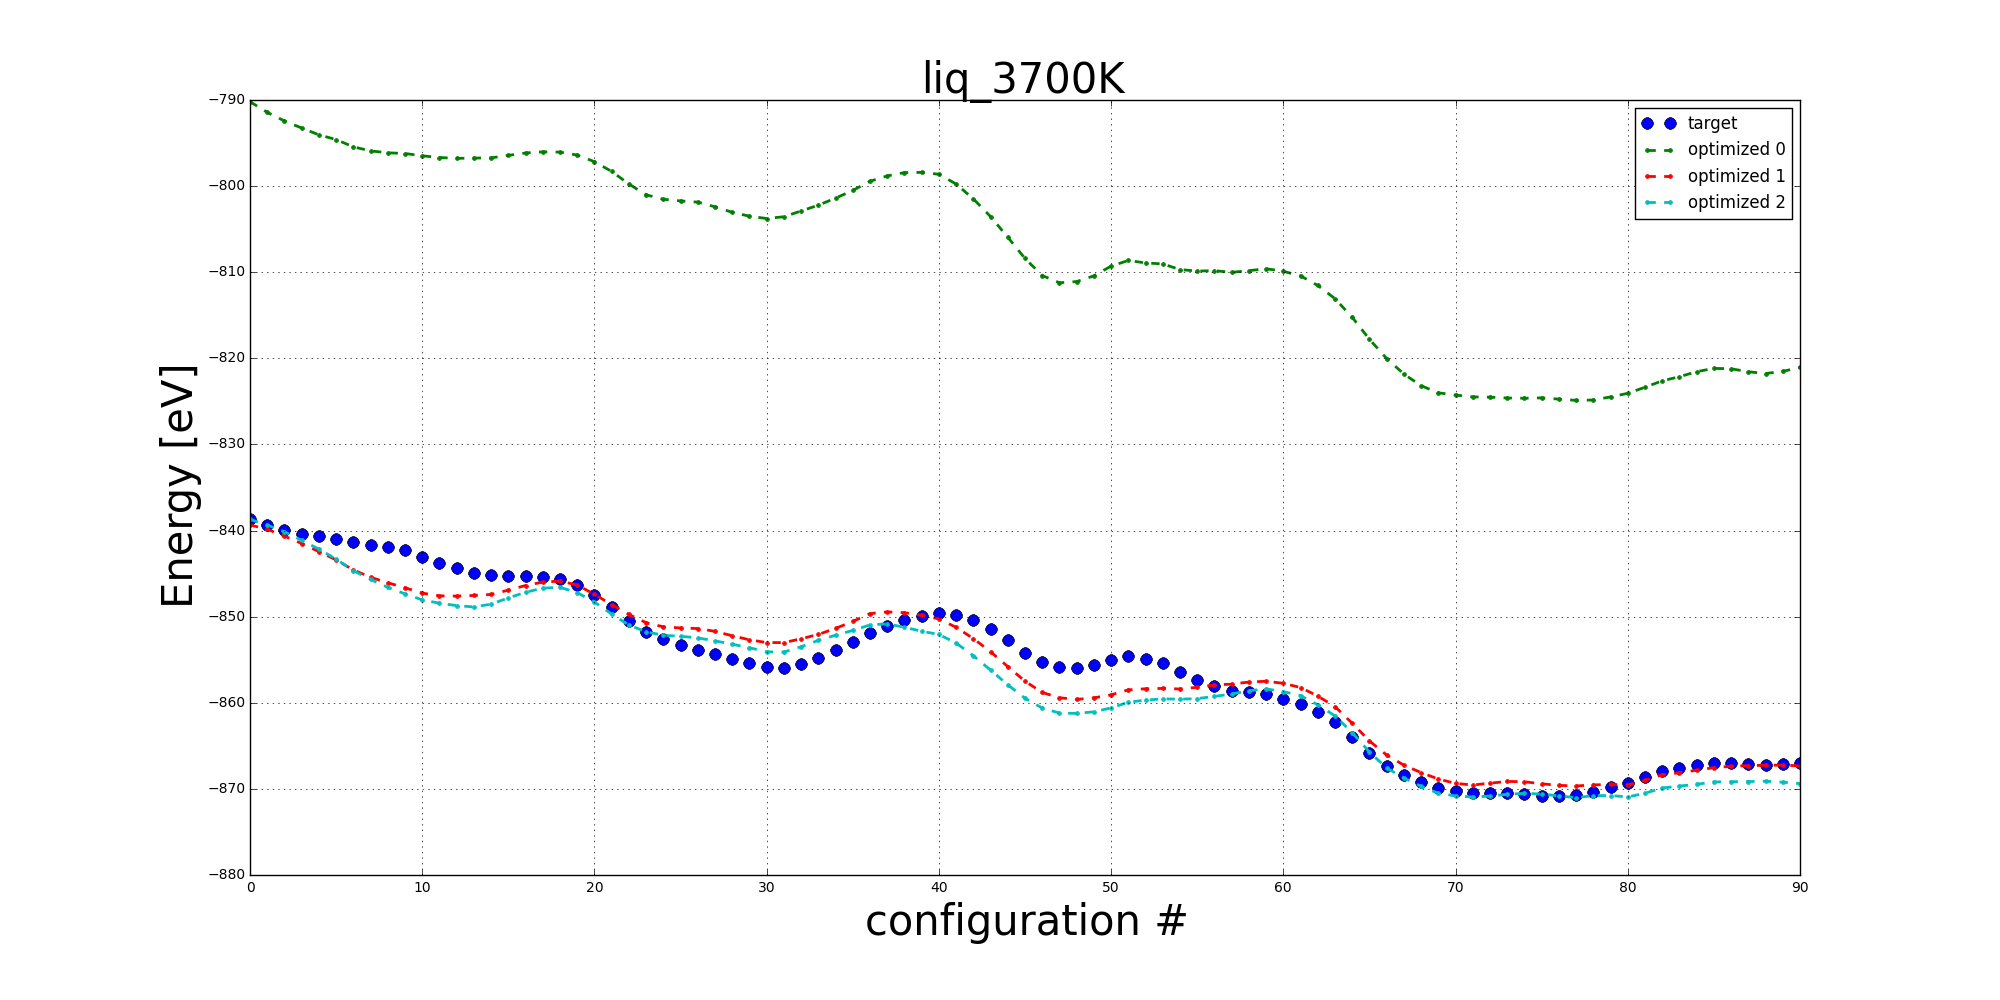 liq_3700K
Energy [eV]
−790
−800
−810
−820
−830
−840
−850
−860
−870
−880
target
optimized 0
optimized 1
optimized 2
0 10 20 30 40 50 60 70 80 90
configuration #